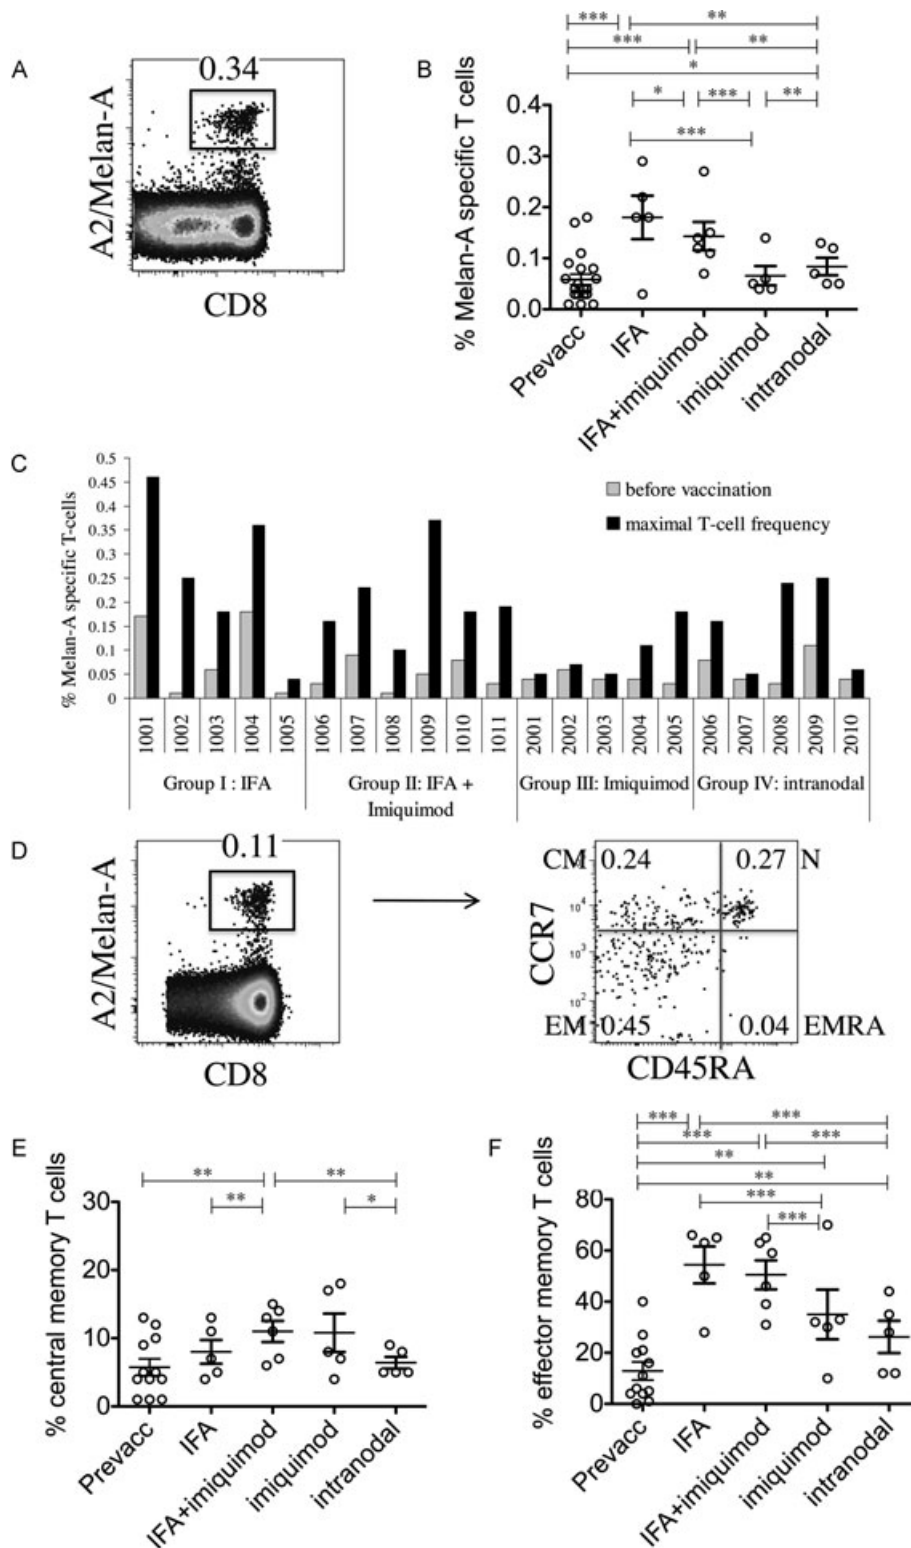 A
0.34
A2/Melan-A
CD8
B
*** **
*** **
*
* *** **
***
% Melan-A specific T cells
0.4
0.3
0.2
0.1
0.0
Prevacc
IFA
IFA+imiquimod
imiquimod
intranodal
C
% Melan-A specific T-cells
0.5
0.45
0.4
0.35
0.3
0.25
0.2
0.15
0.1
0.05
0
before vaccination
maximal T-cell frequency
1001 1002 1003 1004 1005 1006 1007 1008 1009 1010 1011 2001 2002 2003 2004 2005 2006 2007 2008 2009 2010
Group I : IFA Group II: IFA + Group III: Imiquimod Group IV: intranodal
Imiquimod
D
0.11
A2/Melan-A
CD8
CM 0.24 0.27 N
CCR7
10⁴
10³
10²
EM 0.45 0.04 EMRA
CD45RA
E
** **
** *
% central memory T cells
30
20
10
0
Prevacc
IFA
IFA+imiquimod
imiquimod
intranodal
F
*** ***
*** ***
**
**
***
***
% effector memory T cells
80
60
40
20
0
Prevacc
IFA
IFA+imiquimod
imiquimod
intranodal